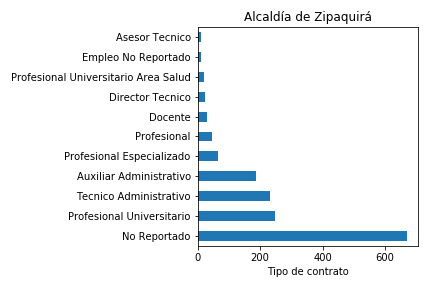 Alcaldía de Zipaquirá
Asesor Tecnico
Empleo No Reportado
Profesional Universitario Area Salud
Director Tecnico
Docente
Profesional
Profesional Especializado
Auxiliar Administrativo
Tecnico Administrativo
Profesional Universitario
No Reportado
0 200 400 600
Tipo de contrato